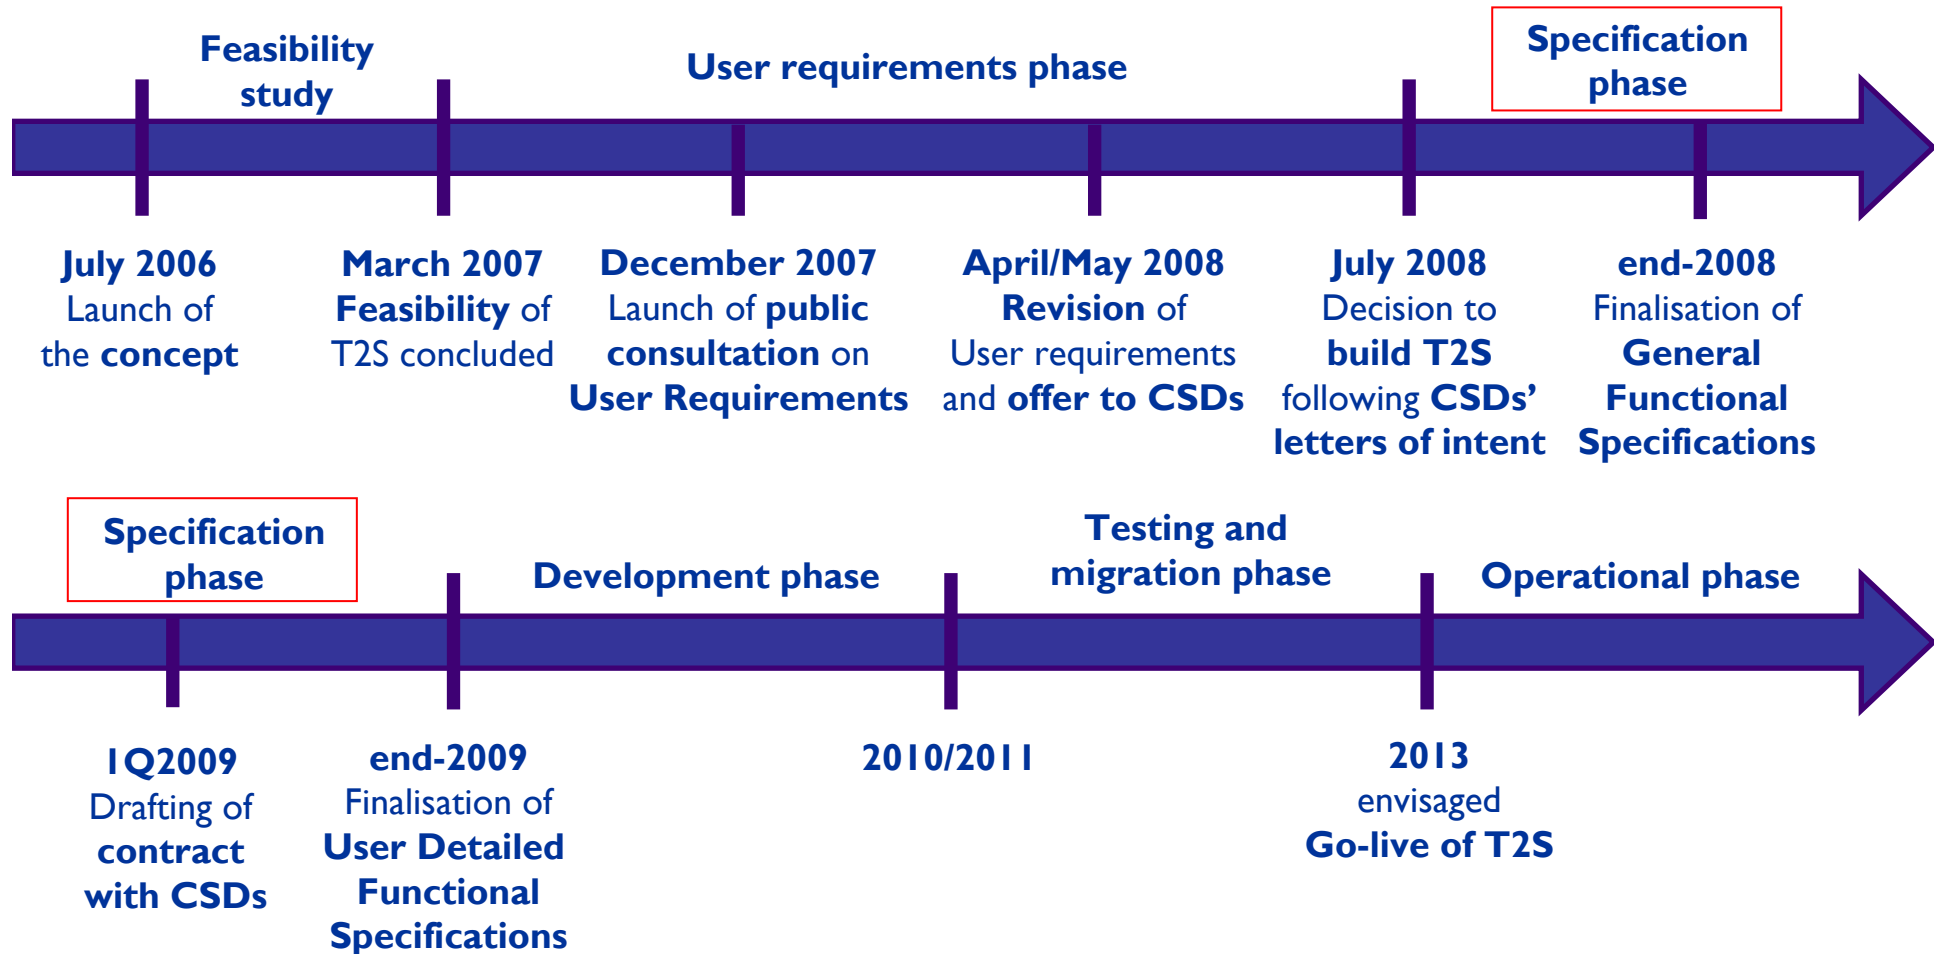 Feasibility
study
User requirements phase
Specification
phase
July 2006
Launch of
the concept
March 2007
Feasibility of
T2S concluded
December 2007
Launch of public
consultation on
User Requirements
April/May 2008
Revision of
User requirements
and offer to CSDs
July 2008
Decision to
build T2S
following CSDs’
letters of intent
end-2008
Finalisation of
General
Functional
Specifications
Specification
phase
Development phase
Testing and
migration phase
Operational phase
1Q2009
Drafting of
contract
with CSDs
end-2009
Finalisation of
User Detailed
Functional
Specifications
2010/2011
2013
envisaged
Go-live of T2S